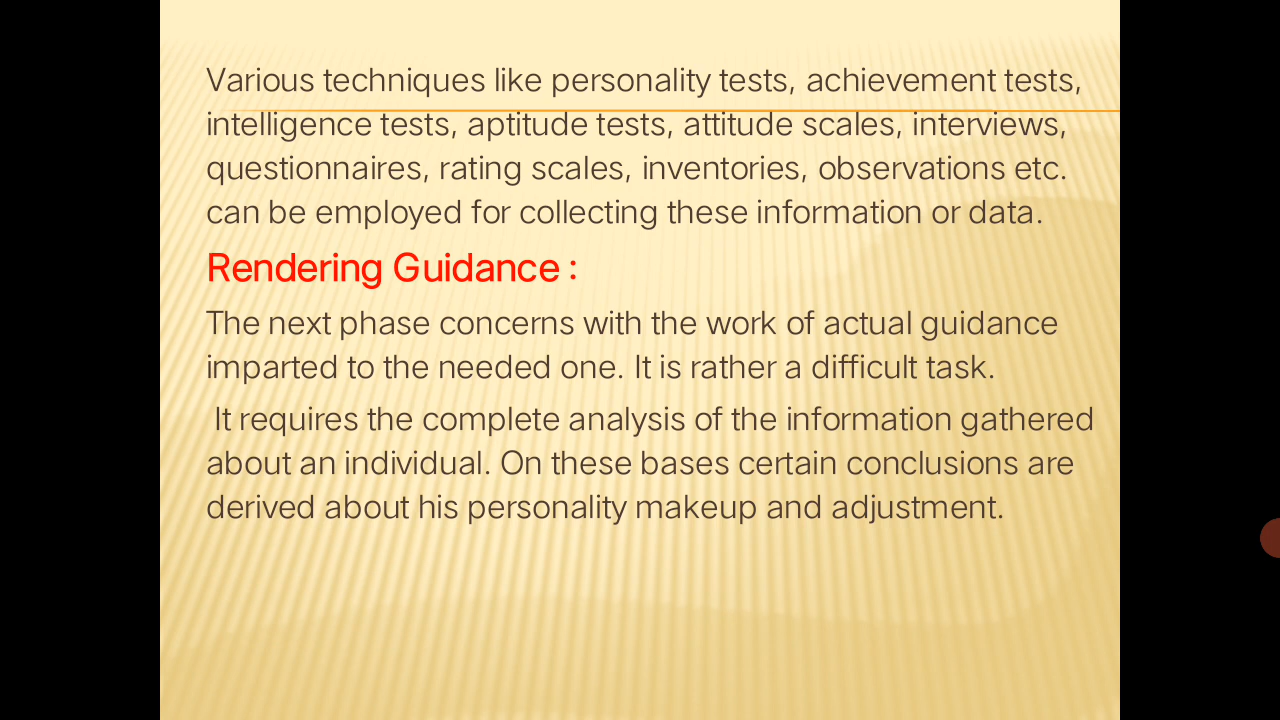 Various techniques like personality tests, achievement tests,
intelligence tests, aptitude tests, attitude scales, interviews,
questionnaires, rating scales, inventories, observations etc.
can be employed for collecting these information or data.
Rendering Guidance :
The next phase concerns with the work of actual guidance
imparted to the needed one. It is rather a difficult task.
It requires the complete analysis of the information gathered
about an individual. On these bases certain conclusions are
derived about his personality makeup and adjustment.